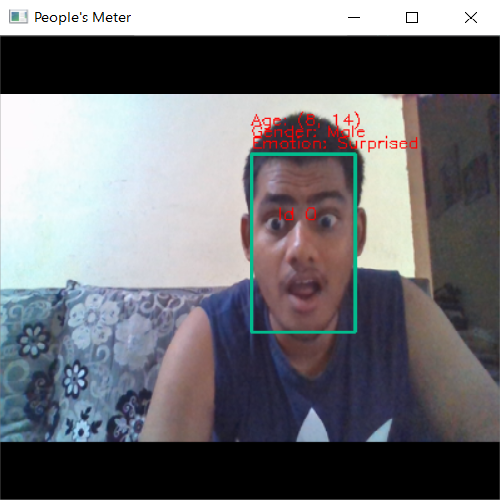 People's Meter
Age: (8, 14)
Gender: Male
Emotion: Surprised